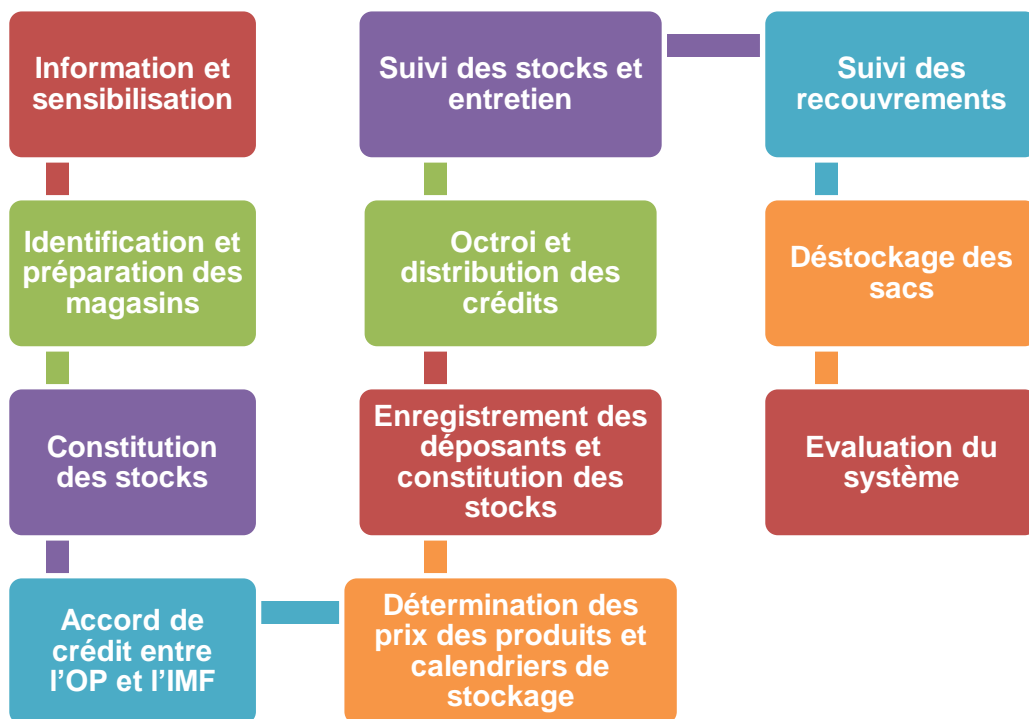 Information et
sensibilisation
Identification et
préparation des
magasins
Constitution
des stocks
Accord de
crédit entre
l’OP et l’IMF
Détermination des
prix des produits et
calendriers de
stockage
Enregistrement des
déposants et
constitution des
stocks
Octroi et
distribution des
crédits
Suivi des stocks et
entretien
Suivi des
recouvrements
Déstockage des
sacs
Evaluation du
système